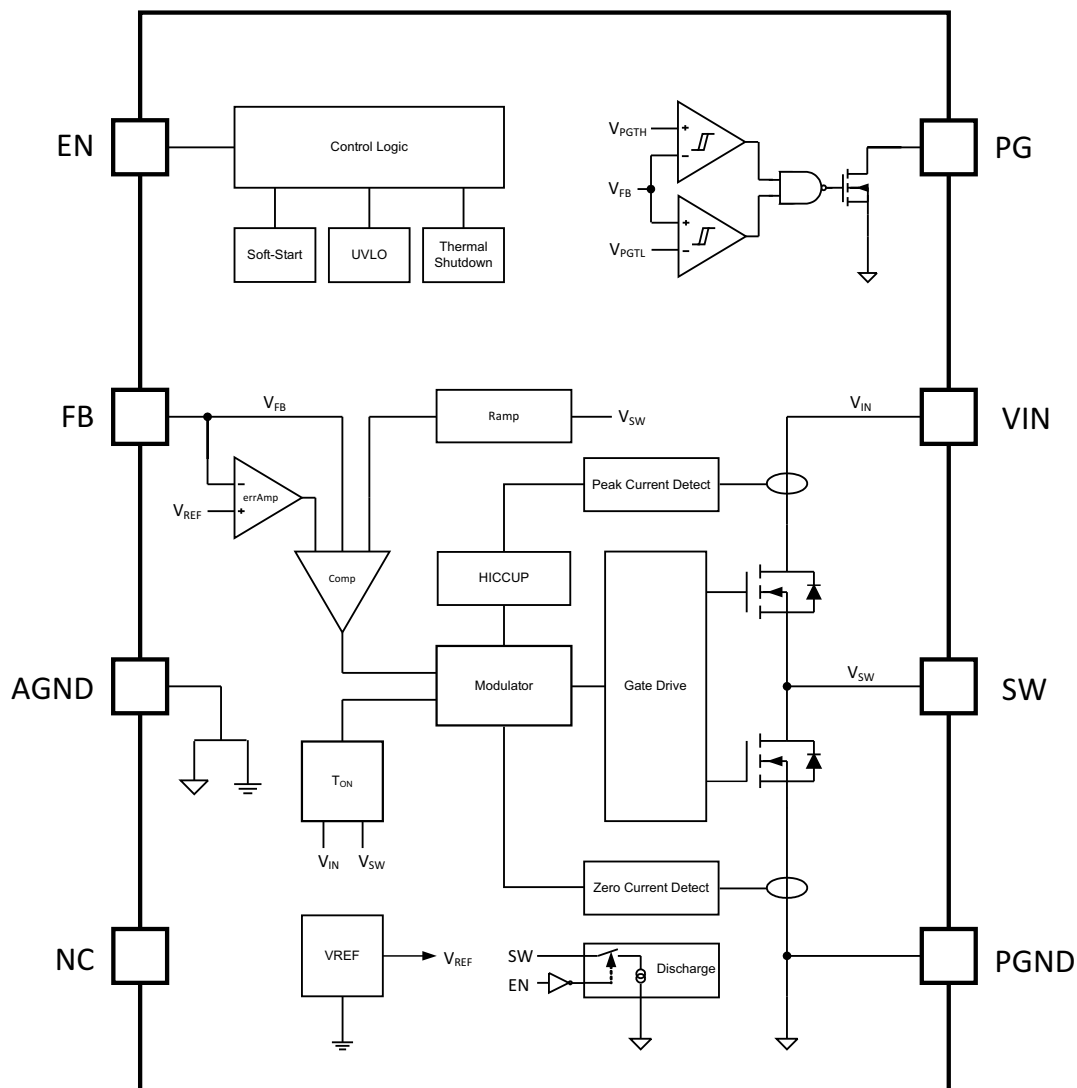 EN
Control Logic
Soft-Start
UVLO
Thermal
Shutdown
VPGTH
+
−
VFB
+
VPGTL
−
PG
FB
VFB
Ramp
VSW
VIN
VIN
−
errAmp
VREF
+
Peak Current Detect
Comp
HICCUP
AGND
Modulator
Gate Drive
VSW
SW
TON
VIN
VSW
Zero Current Detect
NC
VREF
VREF
SW
EN
Discharge
PGND